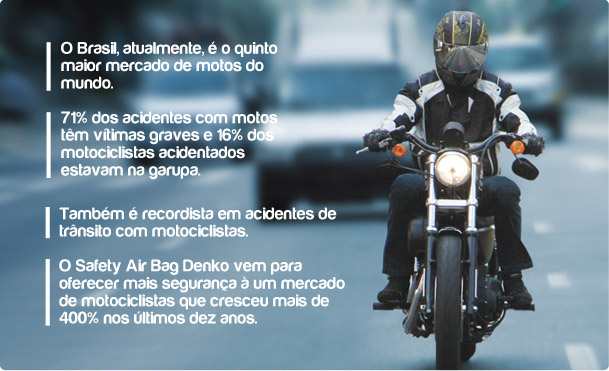 O Brasil, atualmente, é o quinto
maior mercado de motos do
mundo.
71% dos acidentes com motos
têm vítimas graves e 16% dos
motociclistas acidentados
estavam na garupa.
Também é recordista em acidentes de
trânsito com motociclistas.
O Safety Air Bag Denko vem para
oferecer mais segurança à um mercado
de motociclistas que cresceu mais de
400% nos últimos dez anos.